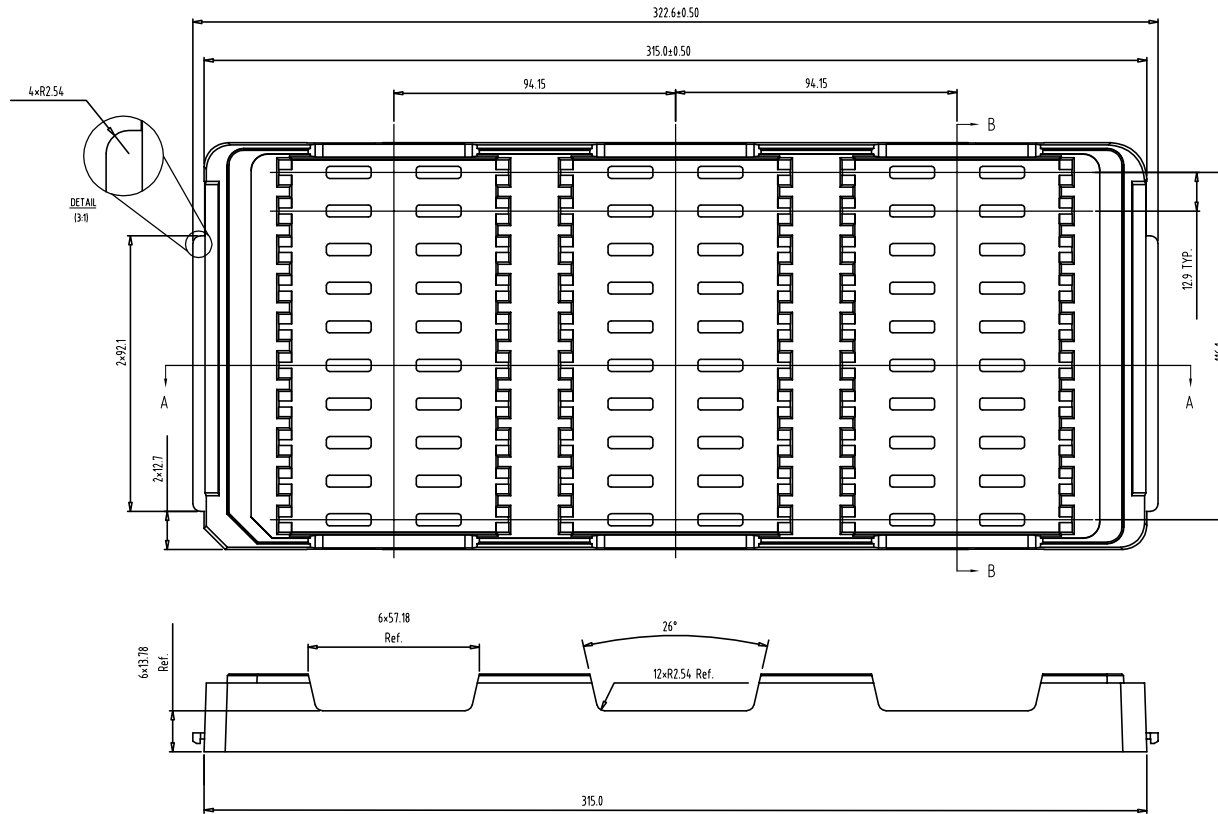 322.6±0.50
315.0±0.50
94.15
94.15
4×R2.54
B
DETAIL
(3:1)
12.9 TYP.
2×92.1
A
A
2×12.7
B
6×57.18
Ref.
26°
6×13.78
Ref.
12×R2.54 Ref.
315.0